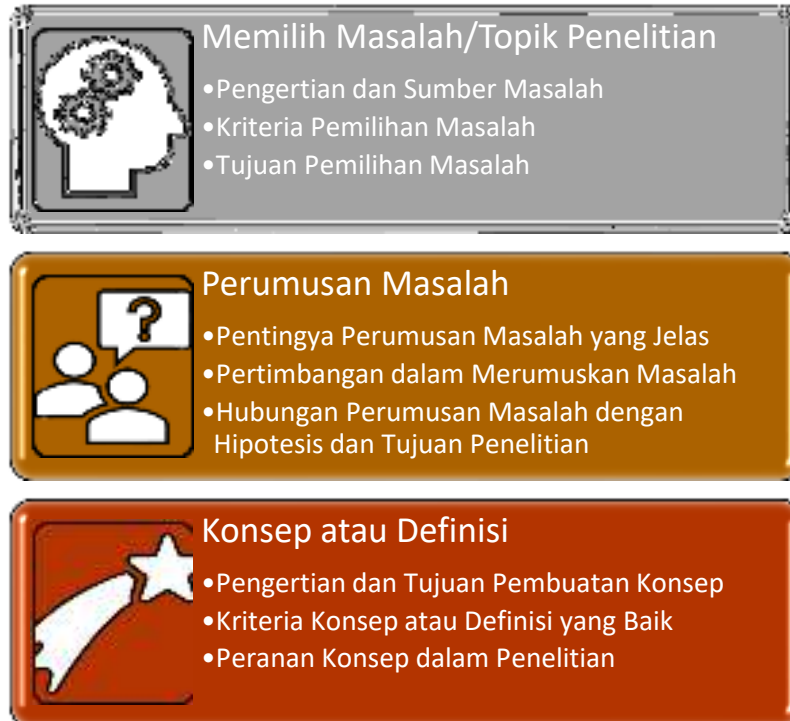 Memilih Masalah/Topik Penelitian
•Pengertian dan Sumber Masalah
•Kriteria Pemilihan Masalah
•Tujuan Pemilihan Masalah
?
Perumusan Masalah
•Pentingya Perumusan Masalah yang Jelas
•Pertimbangan dalam Merumuskan Masalah
•Hubungan Perumusan Masalah dengan
Hipotesis dan Tujuan Penelitian
Konsep atau Definisi
•Pengertian dan Tujuan Pembuatan Konsep
•Kriteria Konsep atau Definisi yang Baik
•Peranan Konsep dalam Penelitian